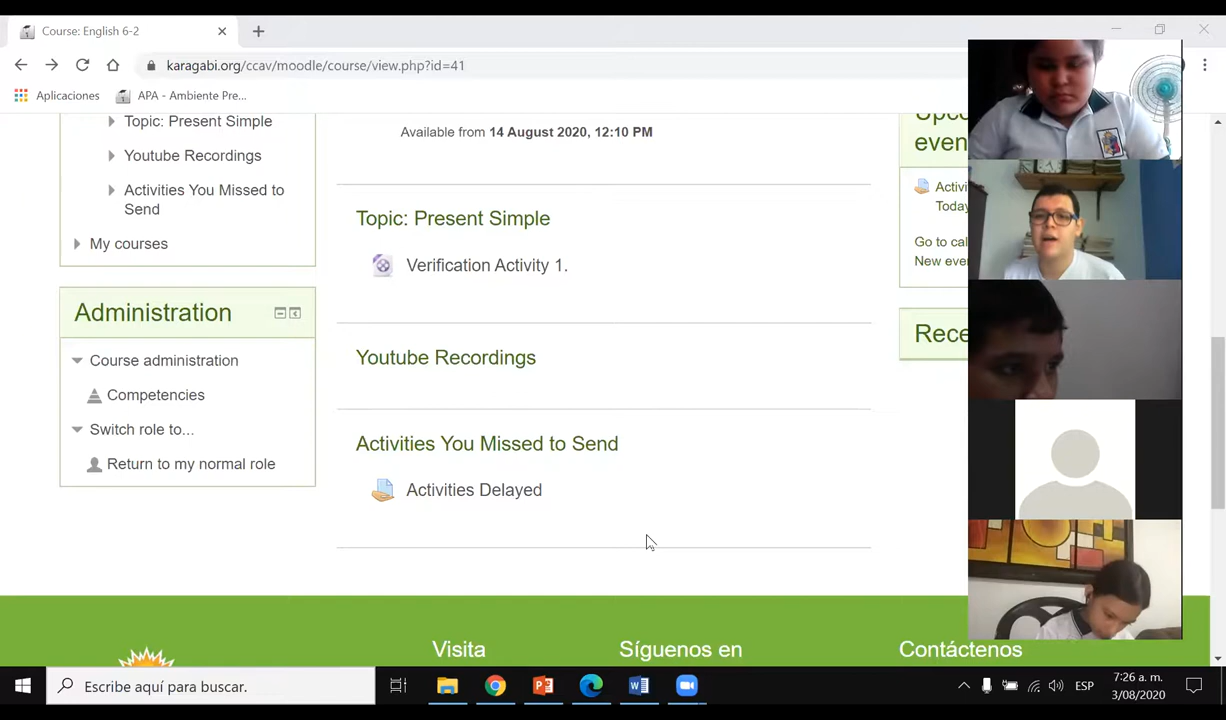 Course: English 6-2
karagabi.org/ccav/moodle/course/view.php?id=41
Aplicaciones
APA - Ambiente Pre...
Topic: Present Simple
Youtube Recordings
Activities You Missed to
Send
My courses
Administration
Course administration
Competencies
Switch role to...
Return to my normal role
Available from 14 August 2020, 12:10 PM
Topic: Present Simple
Verification Activity 1.
Youtube Recordings
Activities You Missed to Send
Activities Delayed
even
Activi
Today
Go to cal
New eve
Rece
Visita
Síguenos en
Contáctenos
Escribe aquí para buscar.
ESP
7:26 a. m.
3/08/2020